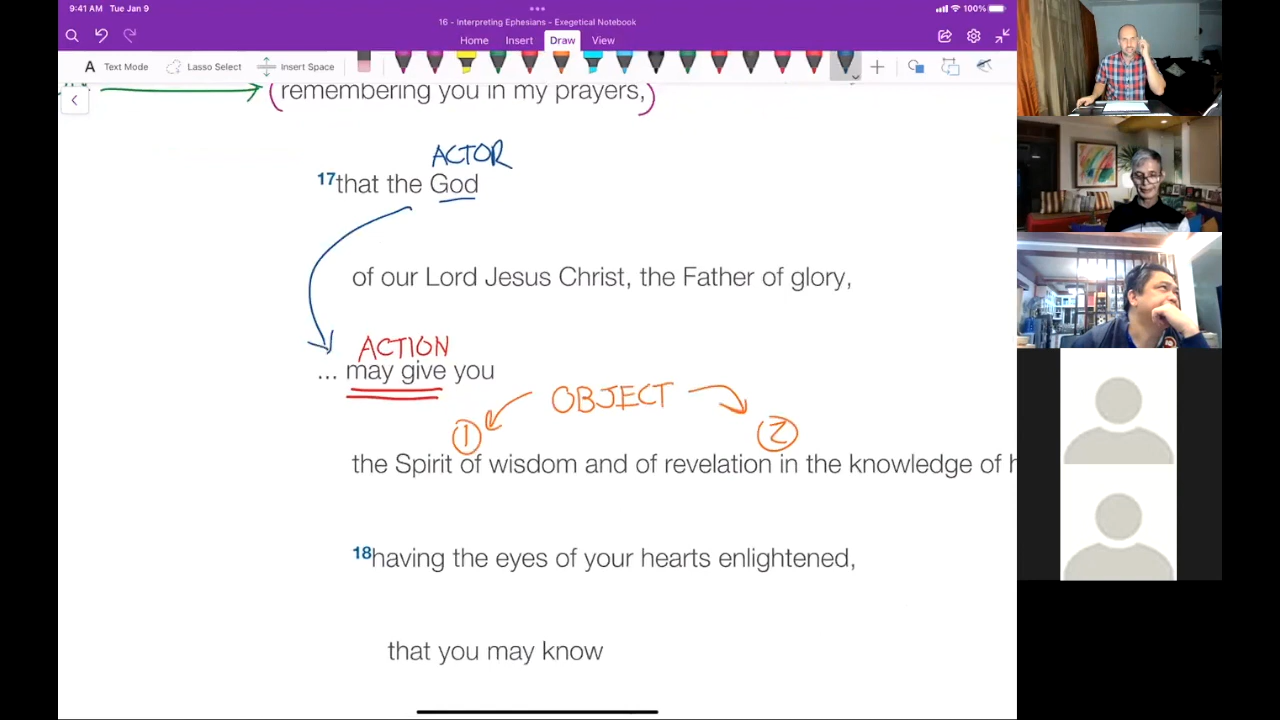 9:41 AM Tue Jan 9
100%
16 - Interpreting Ephesians - Exegetical Notebook
Home Insert Draw View
A Text Mode Lasso Select Insert Space
(remembering you in my prayers,)
ACTOR
17that the God
of our Lord Jesus Christ, the Father of glory,
ACTION
... may give you
OBJECT
1 2
the Spirit of wisdom and of revelation in the knowledge of h
18having the eyes of your hearts enlightened,
that you may know